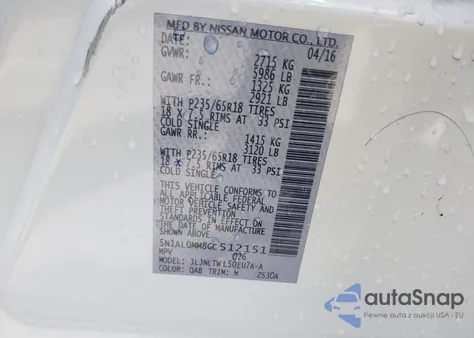 MFD BY NISSAN MOTOR CO., LTD.
DATE: 04/16
GVWR: 2715 KG
5986 LB
GAWR FR.: 1325 KG
2921 LB
WITH P235/65R18 TIRES
18 X 7.5 RIMS AT 33 PSI
COLD SINGLE
GAWR RR.: 1415 KG
3120 LB
WITH P235/65R18 TIRES
18 X 7.5 RIMS AT 33 PSI
COLD SINGLE
THIS VEHICLE CONFORMS TO
ALL APPLICABLE FEDERAL
MOTOR VEHICLE SAFETY AND
THEFT PREVENTION
STANDARDS IN EFFECT ON
THE DATE OF MANUFACTURE
SHOWN ABOVE.
5N1AL0MM8GC512151
MPV 026
MODEL: JLJNLTWL50EU7A-A
COLOR: QAB TRIM: K ZS30A
autoSnap
Pewne auta z aukcji USA • EU